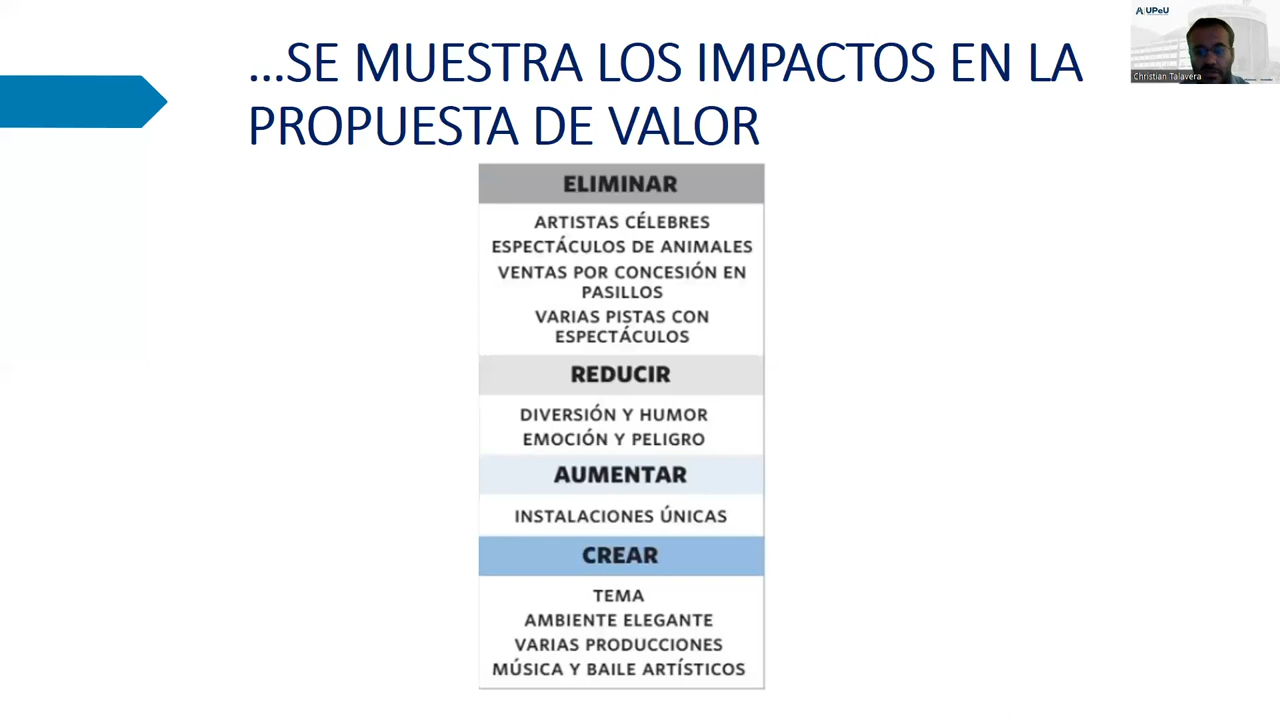 ...SE MUESTRA LOS IMPACTOS EN LA
PROPUESTA DE VALOR
UPeU
Christian Talavera
ELIMINAR
ARTISTAS CÉLEBRES
ESPECTÁCULOS DE ANIMALES
VENTAS POR CONCESIÓN EN
PASILLOS
VARIAS PISTAS CON
ESPECTÁCULOS
REDUCIR
DIVERSIÓN Y HUMOR
EMOCIÓN Y PELIGRO
AUMENTAR
INSTALACIONES ÚNICAS
CREAR
TEMA
AMBIENTE ELEGANTE
VARIAS PRODUCCIONES
MÚSICA Y BAILE ARTÍSTICOS